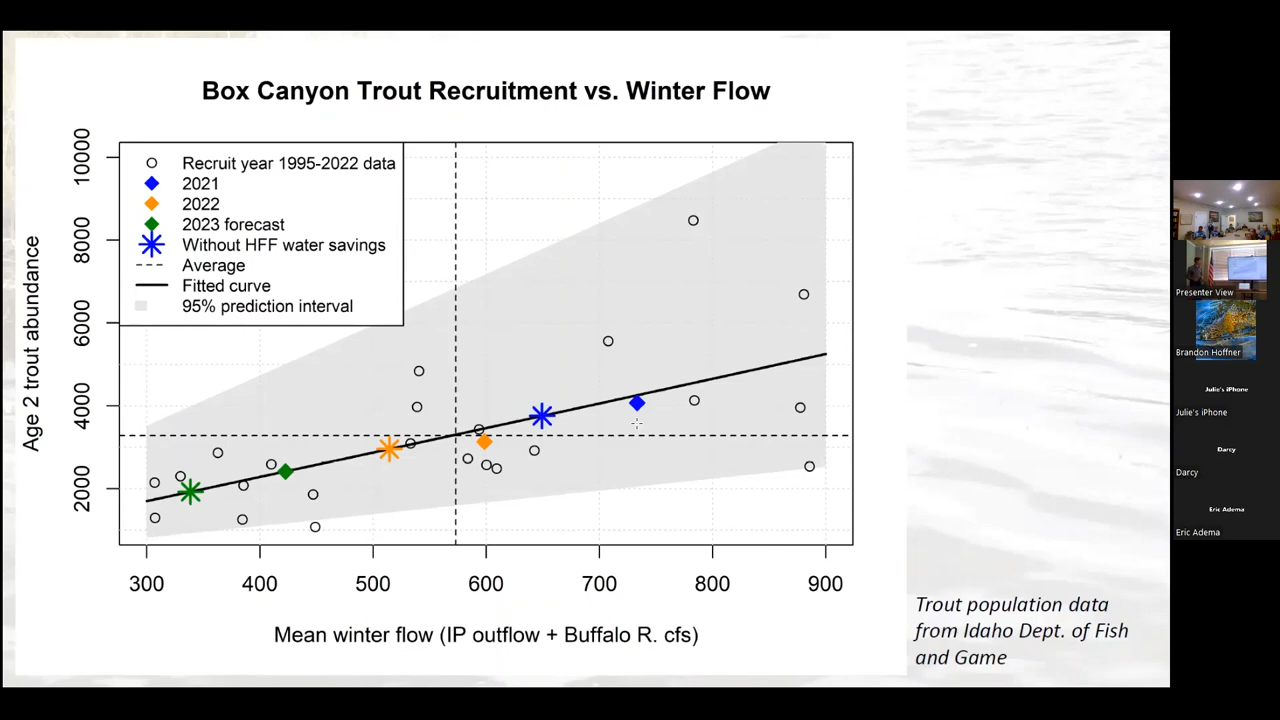 Box Canyon Trout Recruitment vs. Winter Flow
Recruit year 1995-2022 data
2021
2022
2023 forecast
Without HFF water savings
Average
Fitted curve
95% prediction interval
Age 2 trout abundance
10000
8000
6000
4000
2000
300 400 500 600 700 800 900
Mean winter flow (IP outflow + Buffalo R. cfs)
Trout population data
from Idaho Dept. of Fish
and Game
Presenter View
Brandon Hoffner
Julie's iPhone
Julie's iPhone
Darcy
Darcy
Eric Adema
Eric Adema